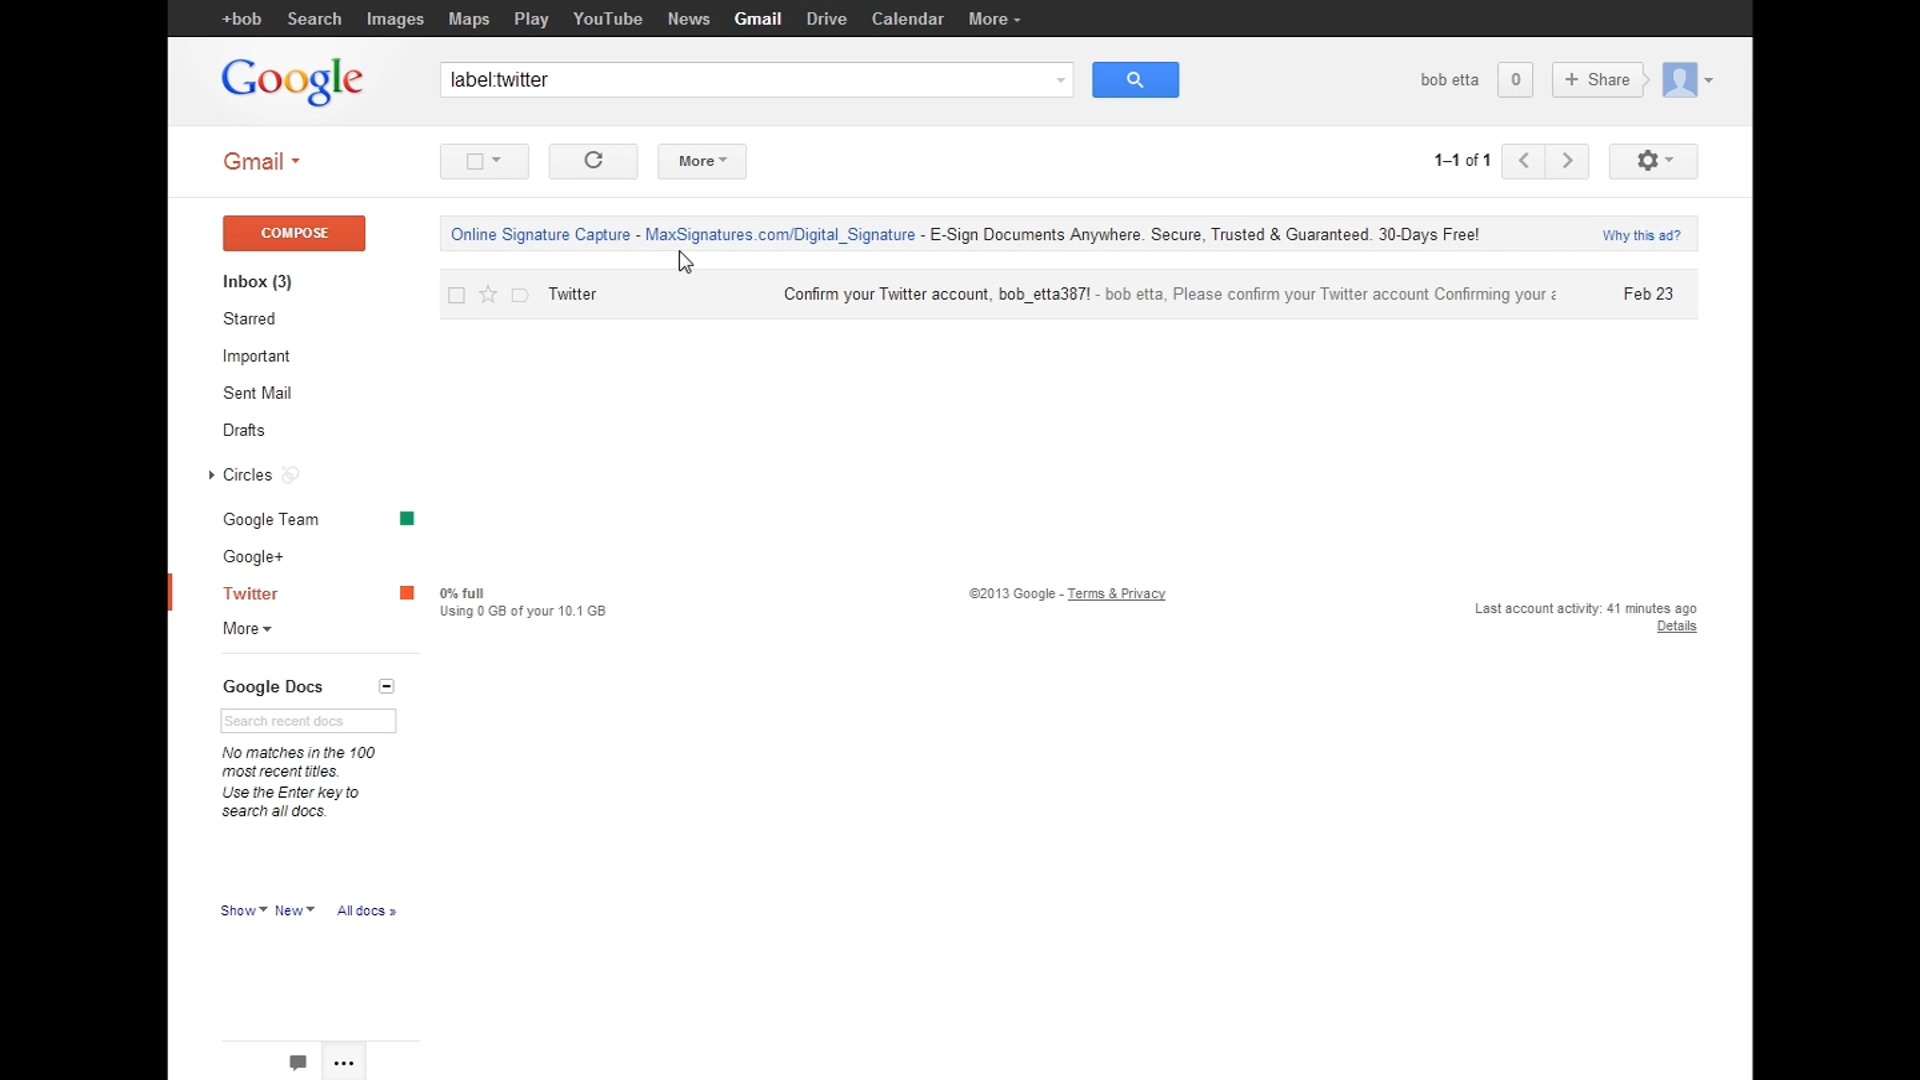 +bob Search Images Maps Play YouTube News Gmail Drive Calendar More
Google
label:twitter
bob etta 0 + Share
Gmail
More
1–1 of 1
COMPOSE
Online Signature Capture - MaxSignatures.com/Digital_Signature - E-Sign Documents Anywhere. Secure, Trusted & Guaranteed. 30-Days Free! Why this ad?
Inbox (3)
Twitter Confirm your Twitter account, bob_etta387! - bob etta, Please confirm your Twitter account Confirming your a Feb 23
Starred
Important
Sent Mail
Drafts
Circles
Google Team
Google+
Twitter
More
0% full
Using 0 GB of your 10.1 GB
©2013 Google - Terms & Privacy
Last account activity: 41 minutes ago
Details
Google Docs
Search recent docs
No matches in the 100
most recent titles.
Use the Enter key to
search all docs.
Show New All docs »